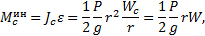 M_c^{ин} = J_c ε = \frac{1}{2} \frac{P}{g} r^2 \frac{W_c}{r} = \frac{1}{2} \frac{P}{g} rW,